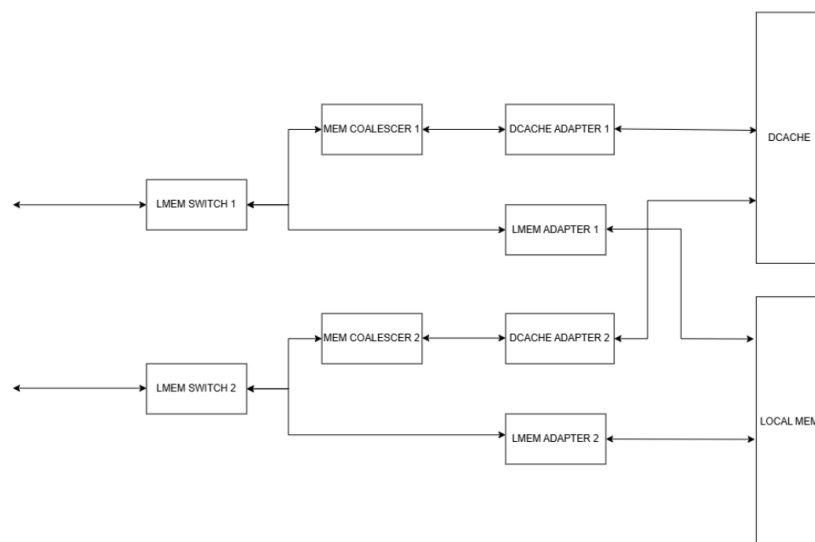 MEM COALESCER 1
DCACHE ADAPTER 1
DCACHE
LMEM SWITCH 1
LMEM ADAPTER 1
MEM COALESCER 2
DCACHE ADAPTER 2
LMEM SWITCH 2
LMEM ADAPTER 2
LOCAL MEM